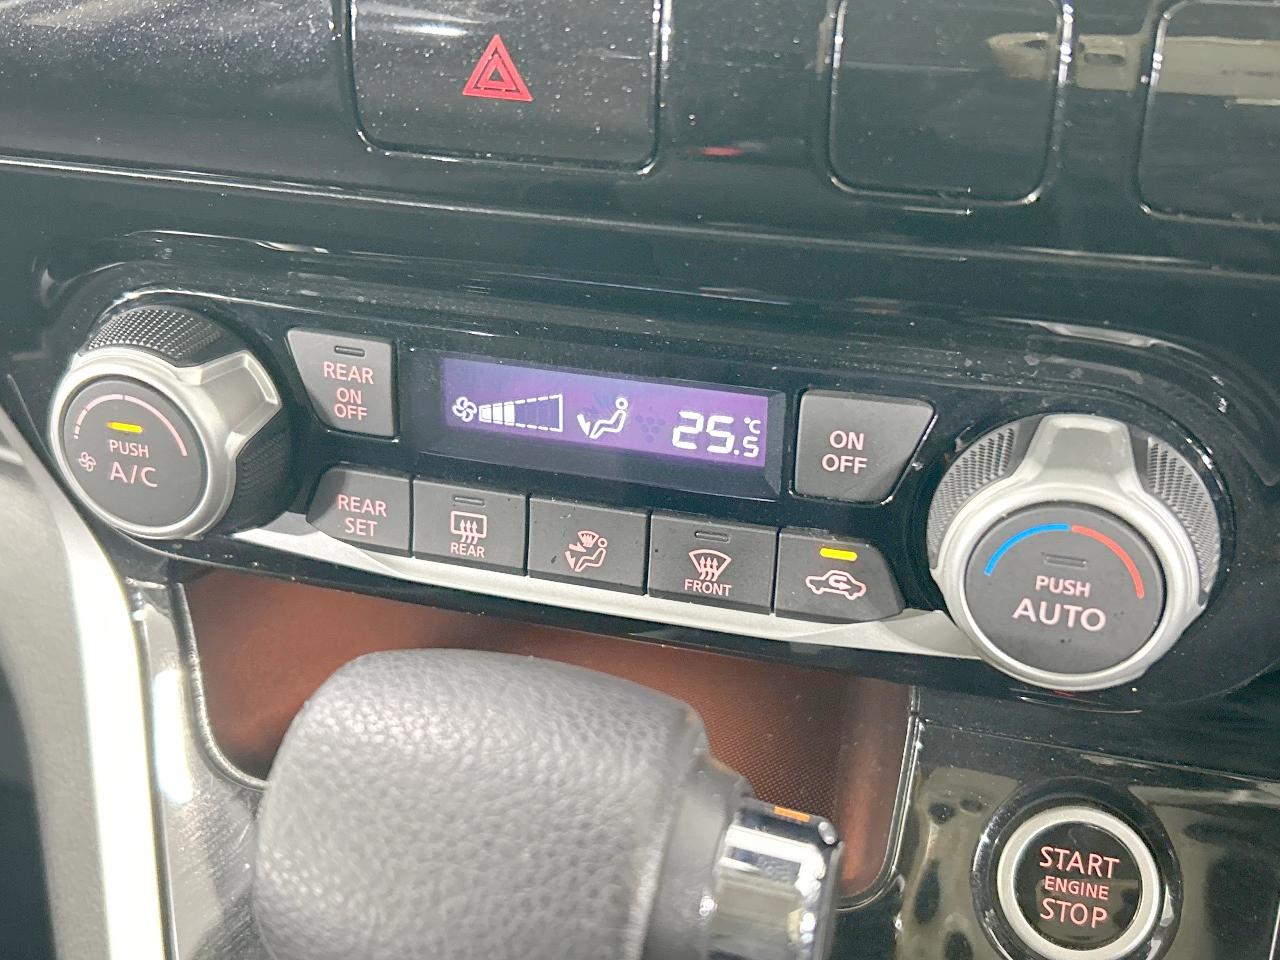 REAR
ON
OFF
25.5 °C
ON
OFF
PUSH
A/C
REAR
SET
REAR
FRONT
PUSH
AUTO
START
ENGINE
STOP